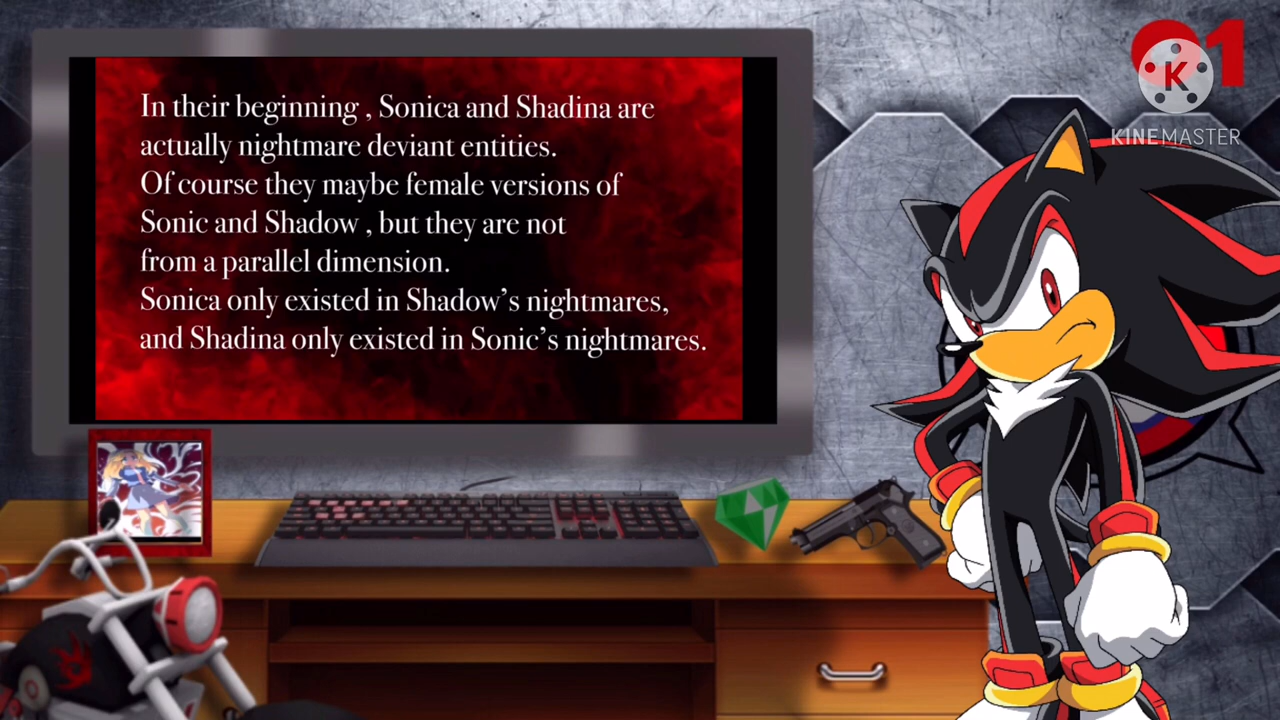 In their beginning , Sonica and Shadina are
actually nightmare deviant entities.
Of course they maybe female versions of
Sonic and Shadow , but they are not
from a parallel dimension.
Sonica only existed in Shadow's nightmares,
and Shadina only existed in Sonic's nightmares.
1
K
KINEMASTER